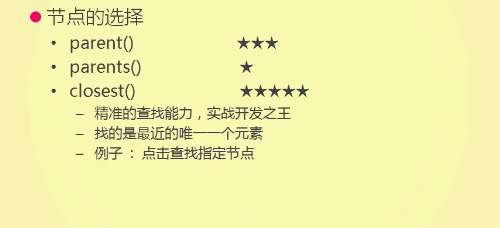 节点的选择
• parent() ★★★
• parents() ★
• closest() ★★★★★
– 精准的查找能力，实战开发之王
– 找的是最近的唯一一个元素
– 例子 ： 点击查找指定节点